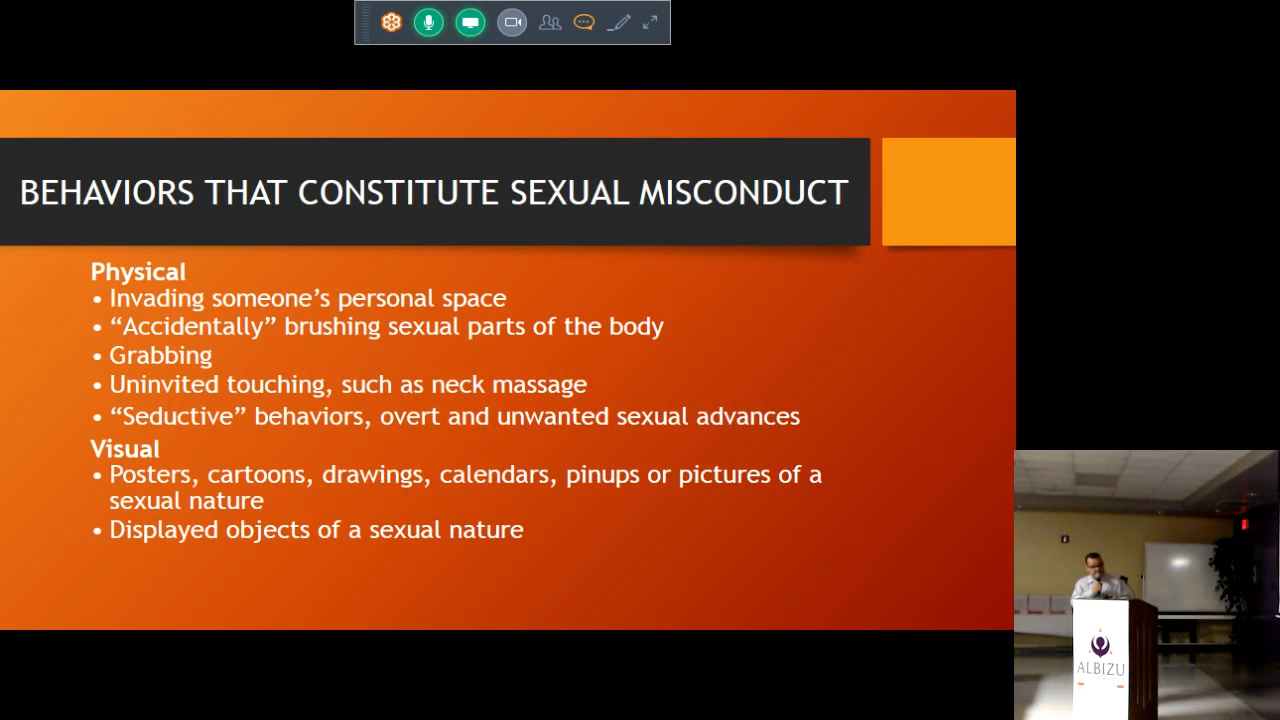 BEHAVIORS THAT CONSTITUTE SEXUAL MISCONDUCT
Physical
• Invading someone’s personal space
• “Accidentally” brushing sexual parts of the body
• Grabbing
• Uninvited touching, such as neck massage
• “Seductive” behaviors, overt and unwanted sexual advances
Visual
• Posters, cartoons, drawings, calendars, pinups or pictures of a
sexual nature
• Displayed objects of a sexual nature
ALBIZU